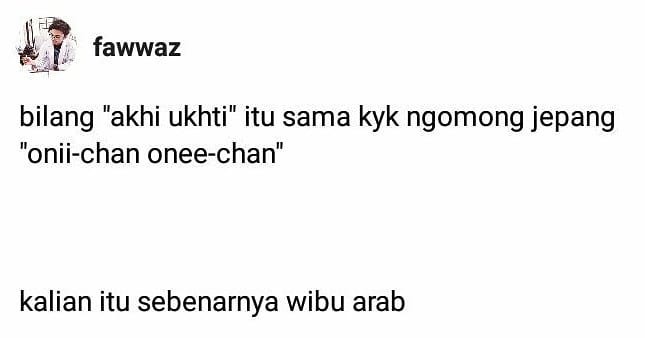 fawwaz
bilang "akhi ukhti" itu sama kyk ngomong jepang
"onii-chan onee-chan"
kalian itu sebenarnya wibu arab